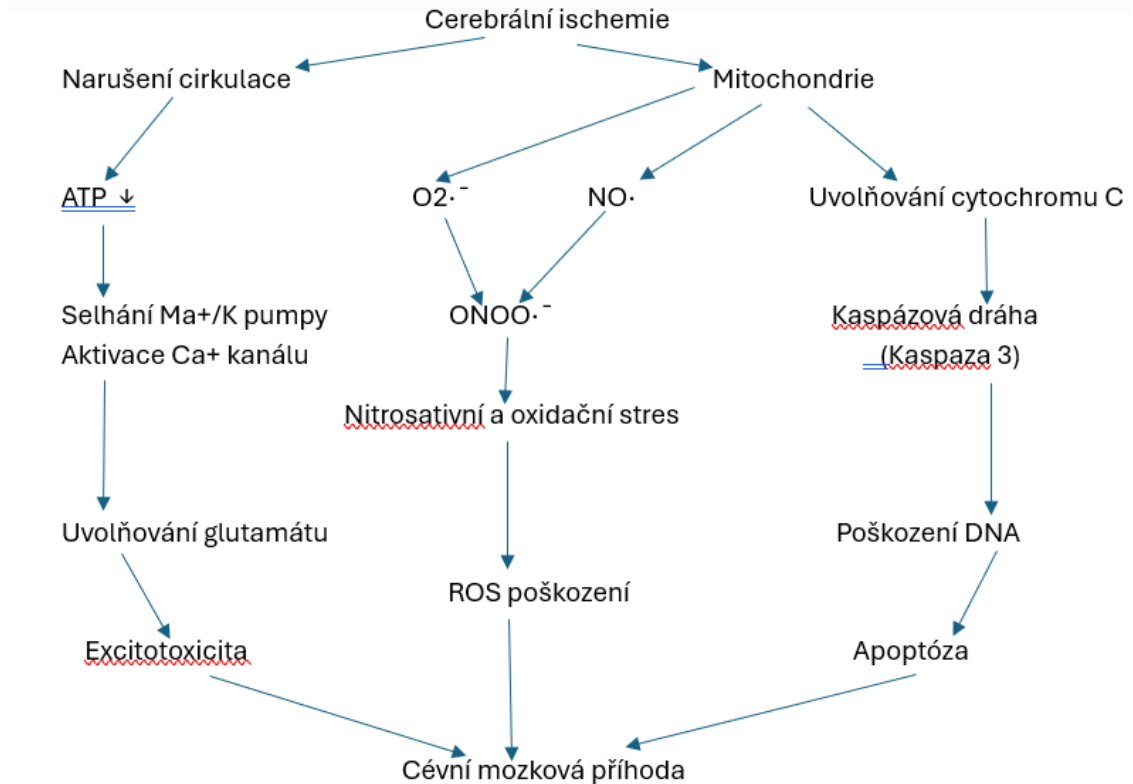 Cerebrální ischemie
Narušení cirkulace
Mitochondrie
ATP ↓
O2·⁻
NO·
Uvolňování cytochromu C
Selhání Ma+/K pumpy
Aktivace Ca+ kanálu
ONOO·⁻
Kaspázová dráha
(Kaspaza 3)
Nitrosativní a oxidační stres
Uvolňování glutamátu
Poškození DNA
ROS poškození
Excitotoxicita
Apoptóza
Cévní mozková příhoda